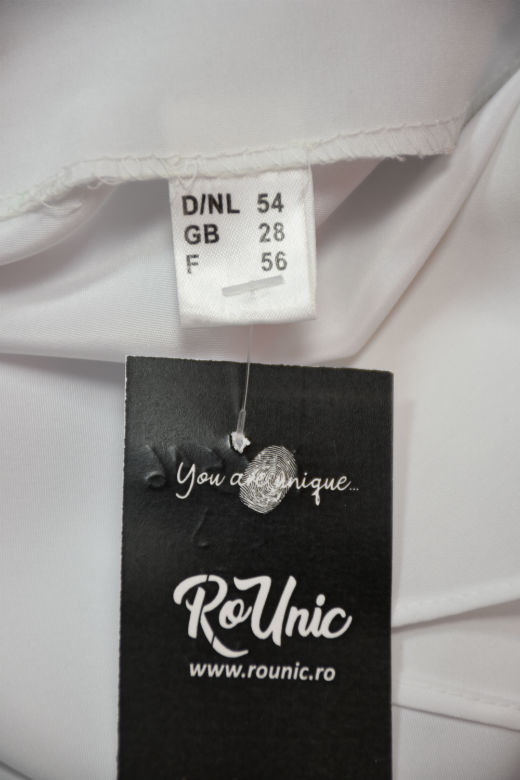 D/NL 54
GB 28
F 56
You are unique...
RoUnic
www.rounic.ro